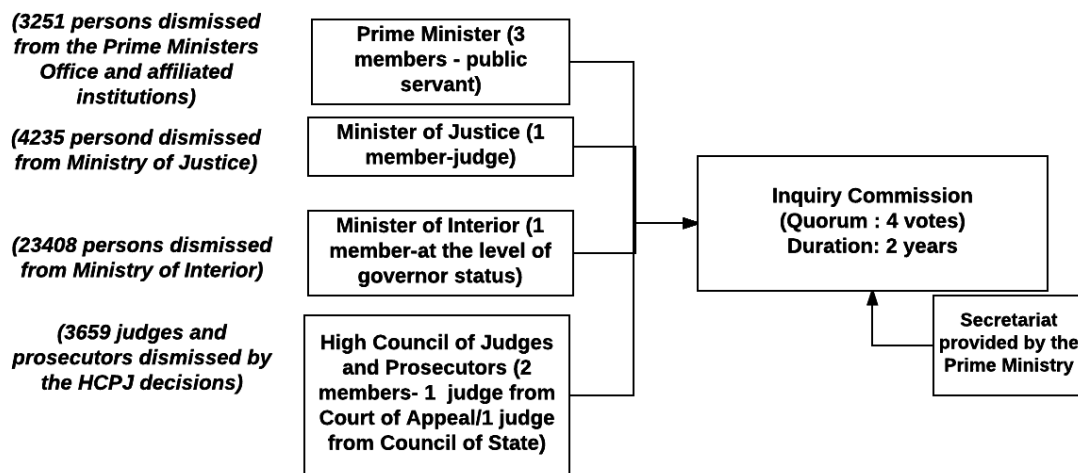 (3251 persons dismissed
from the Prime Ministers
Office and affiliated
institutions)
Prime Minister (3
members - public
servant)
(4235 persond dismissed
from Ministry of Justice)
Minister of Justice (1
member-judge)
(23408 persons dismissed
from Ministry of Interior)
Minister of Interior (1
member-at the level of
governor status)
(3659 judges and
prosecutors dismissed by
the HCPJ decisions)
High Council of Judges
and Prosecutors (2
members- 1 judge from
Court of Appeal/1 judge
from Council of State)
Inquiry Commission
(Quorum : 4 votes)
Duration: 2 years
Secretariat
provided by the
Prime Ministry